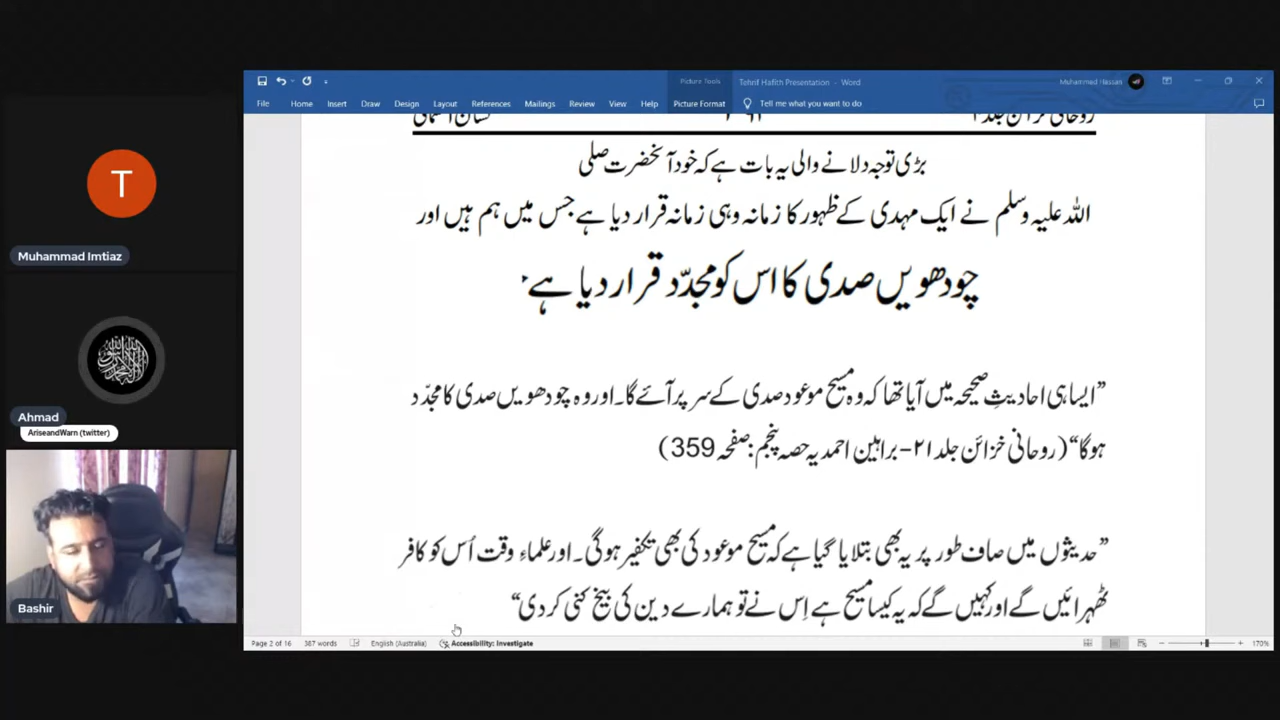 Picture Tools
Tehrif Hafith Presentation - Word
Muhammad Hassan
File Home Insert Draw Design Layout References Mailings Review View Help Picture Format Tell me what you want to do
بڑی توجہ دلانے والی یہ بات ہے کہ خود آنحضرت صلی
اللہ علیہ وسلم نے ایک مہدی کے ظہور کا زمانہ وہی زمانہ قرار دیا ہے جس میں ہم ہیں اور
چودھویں صدی کا اس کو مجدّد قرار دیا ہے
”ایسا ہی احادیثِ صحیحہ میں آیا تھا کہ وہ مسیح موعود صدی کے سر پر آئے گا۔ اور وہ چودھویں صدی کا مجدّد
ہوگا“ (روحانی خزائن جلد ۲۱– براہین احمدیہ حصہ پنجم: صفحہ 359)
”حدیثوں میں صاف طور پر یہ بھی بتلایا گیا ہے کہ مسیح موعود کی بھی تکفیر ہوگی۔ اور علماءِ وقت اُس کو کافر
ٹھہرائیں گے اور کہیں گے کہ یہ کیسا مسیح ہے اِس نے تو ہمارے دین کی بیخ کنی کر دی“
Page 2 of 16 387 words English (Australia) Accessibility: Investigate 170%
T
Muhammad Imtiaz
Ahmad
AriseandWarn (twitter)
Bashir